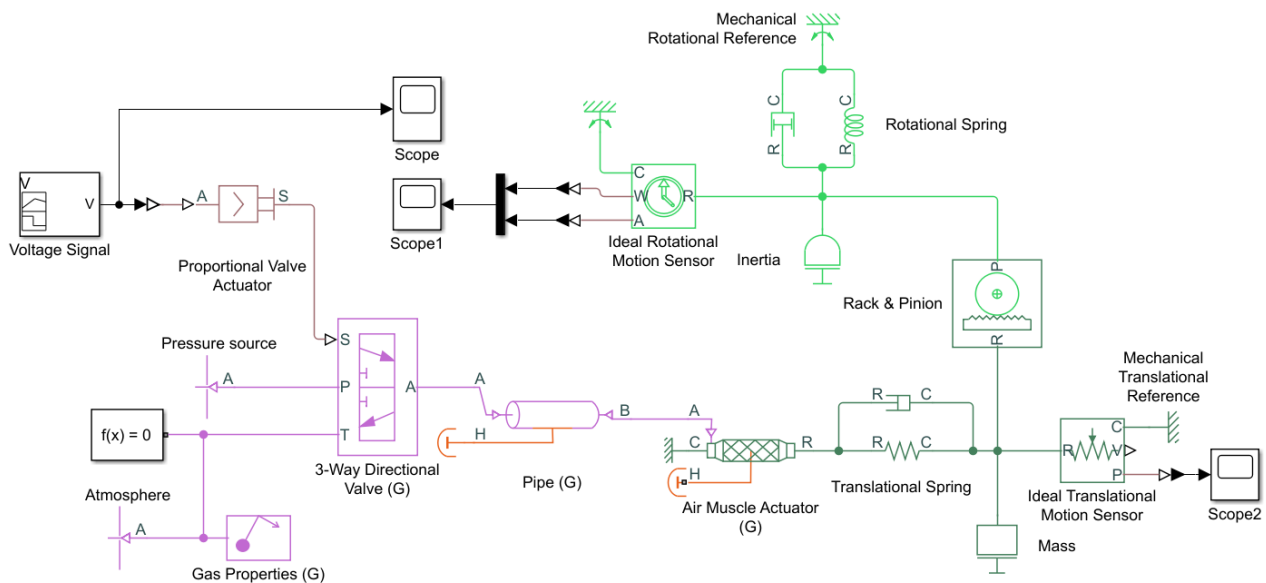 Mechanical
Rotational Reference
C
C
R
R
Rotational Spring
Scope
V
V
A
S
Voltage Signal
Scope1
C
W
R
A
Ideal Rotational
Motion Sensor
Inertia
Proportional Valve
Actuator
P
Rack & Pinion
R
Pressure source
S
A
P
A
A
B
A
Mechanical
Translational
Reference
R
C
f(x) = 0
T
H
C
R
R
C
C
R
V
P
3-Way Directional
Valve (G)
Pipe (G)
H
Translational Spring
Ideal Translational
Motion Sensor
Scope2
Air Muscle Actuator
(G)
Atmosphere
A
Mass
Gas Properties (G)